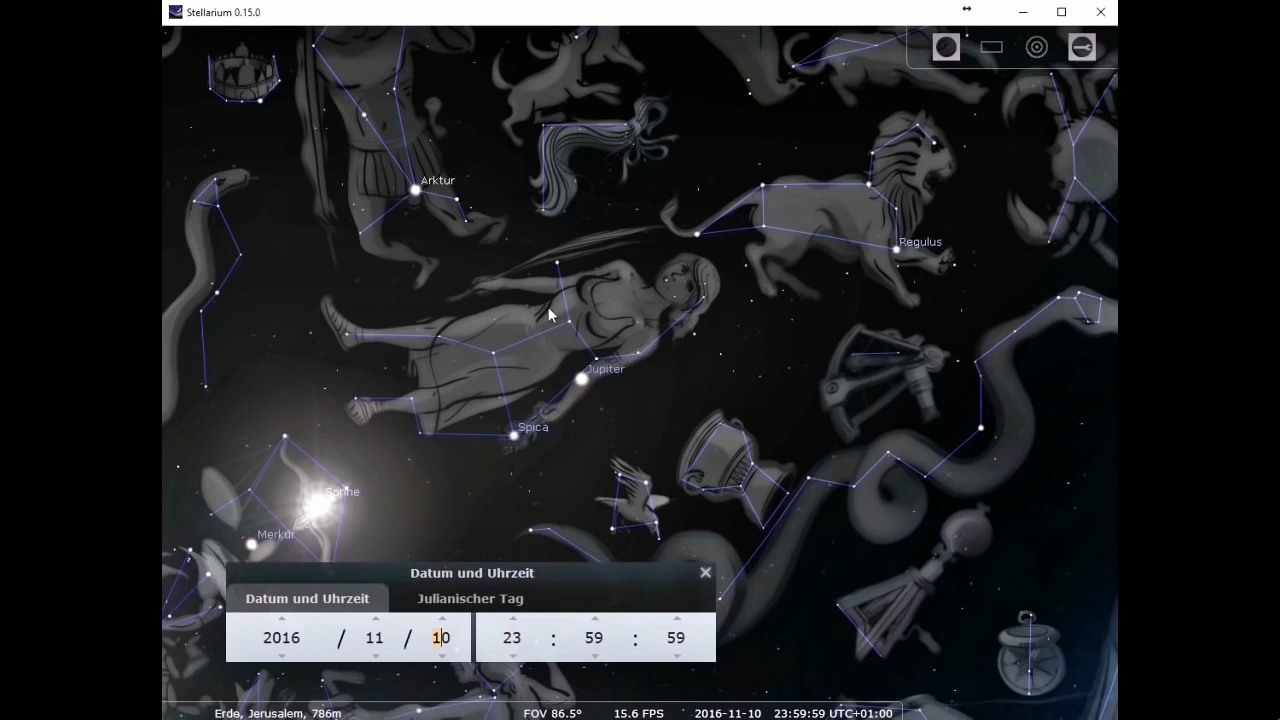 Stellarium 0.15.0
Arktur
Regulus
Jupiter
Spica
Sonne
Merkur
Datum und Uhrzeit
Datum und Uhrzeit Julianischer Tag
2016 / 11 / 10 23 : 59 : 59
Erde, Jerusalem, 786m FOV 86.5° 15.6 FPS 2016-11-10 23:59:59 UTC+01:00